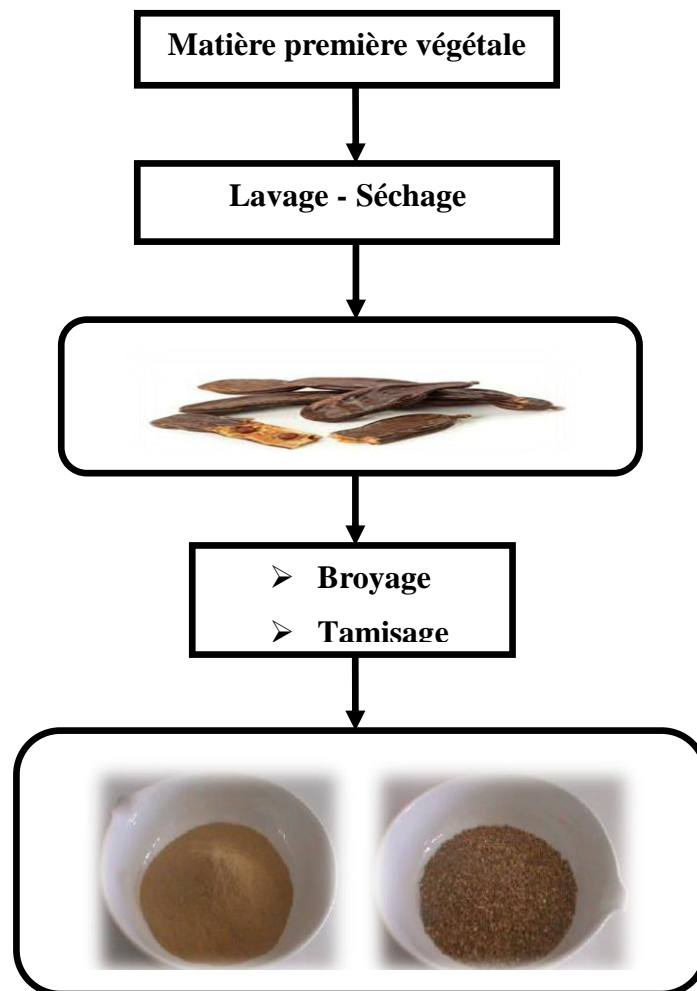 Matière première végétale
Lavage - Séchage
➢ Broyage
➢ Tamisage